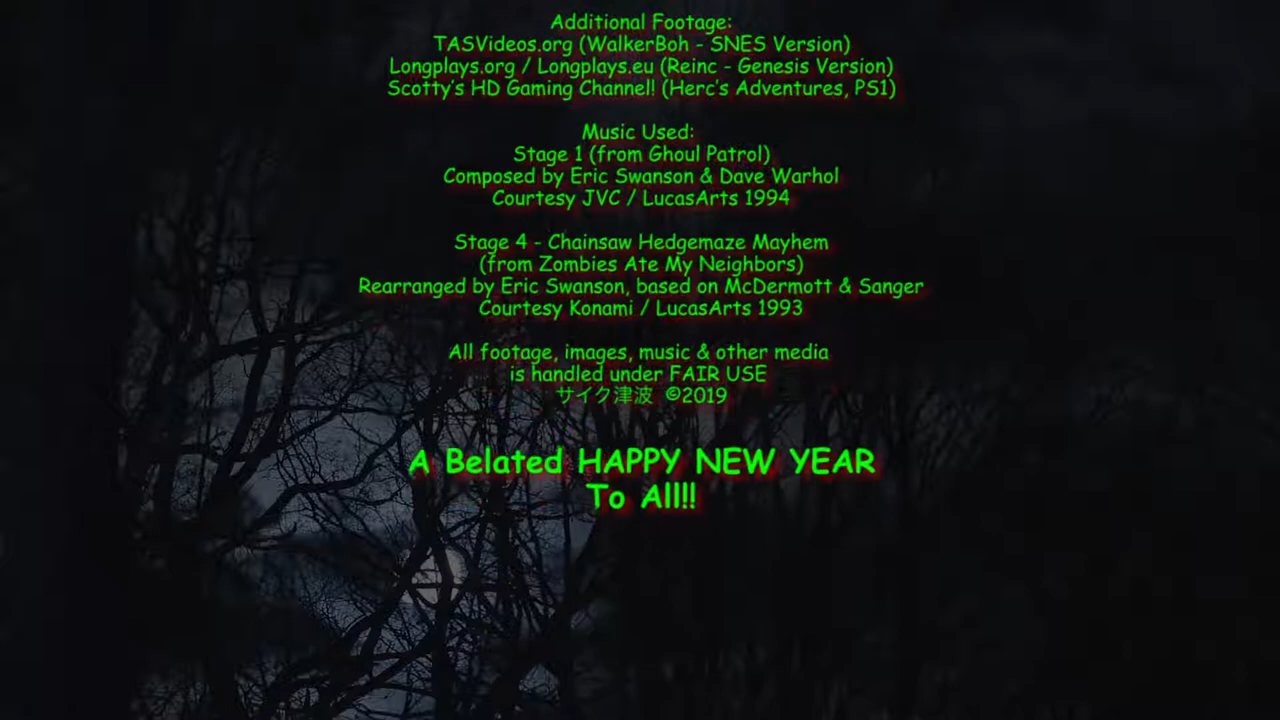 Additional Footage:
TASVideos.org (WalkerBoh - SNES Version)
Longplays.org / Longplays.eu (Reinc - Genesis Version)
Scotty's HD Gaming Channel! (Herc's Adventures, PS1)
Music Used:
Stage 1 (from Ghoul Patrol)
Composed by Eric Swanson & Dave Warhol
Courtesy JVC / LucasArts 1994
Stage 4 - Chainsaw Hedgemaze Mayhem
(from Zombies Ate My Neighbors)
Rearranged by Eric Swanson, based on McDermott & Sanger
Courtesy Konami / LucasArts 1993
All footage, images, music & other media
is handled under FAIR USE
サイク津波 ©2019
A Belated HAPPY NEW YEAR
To All!!